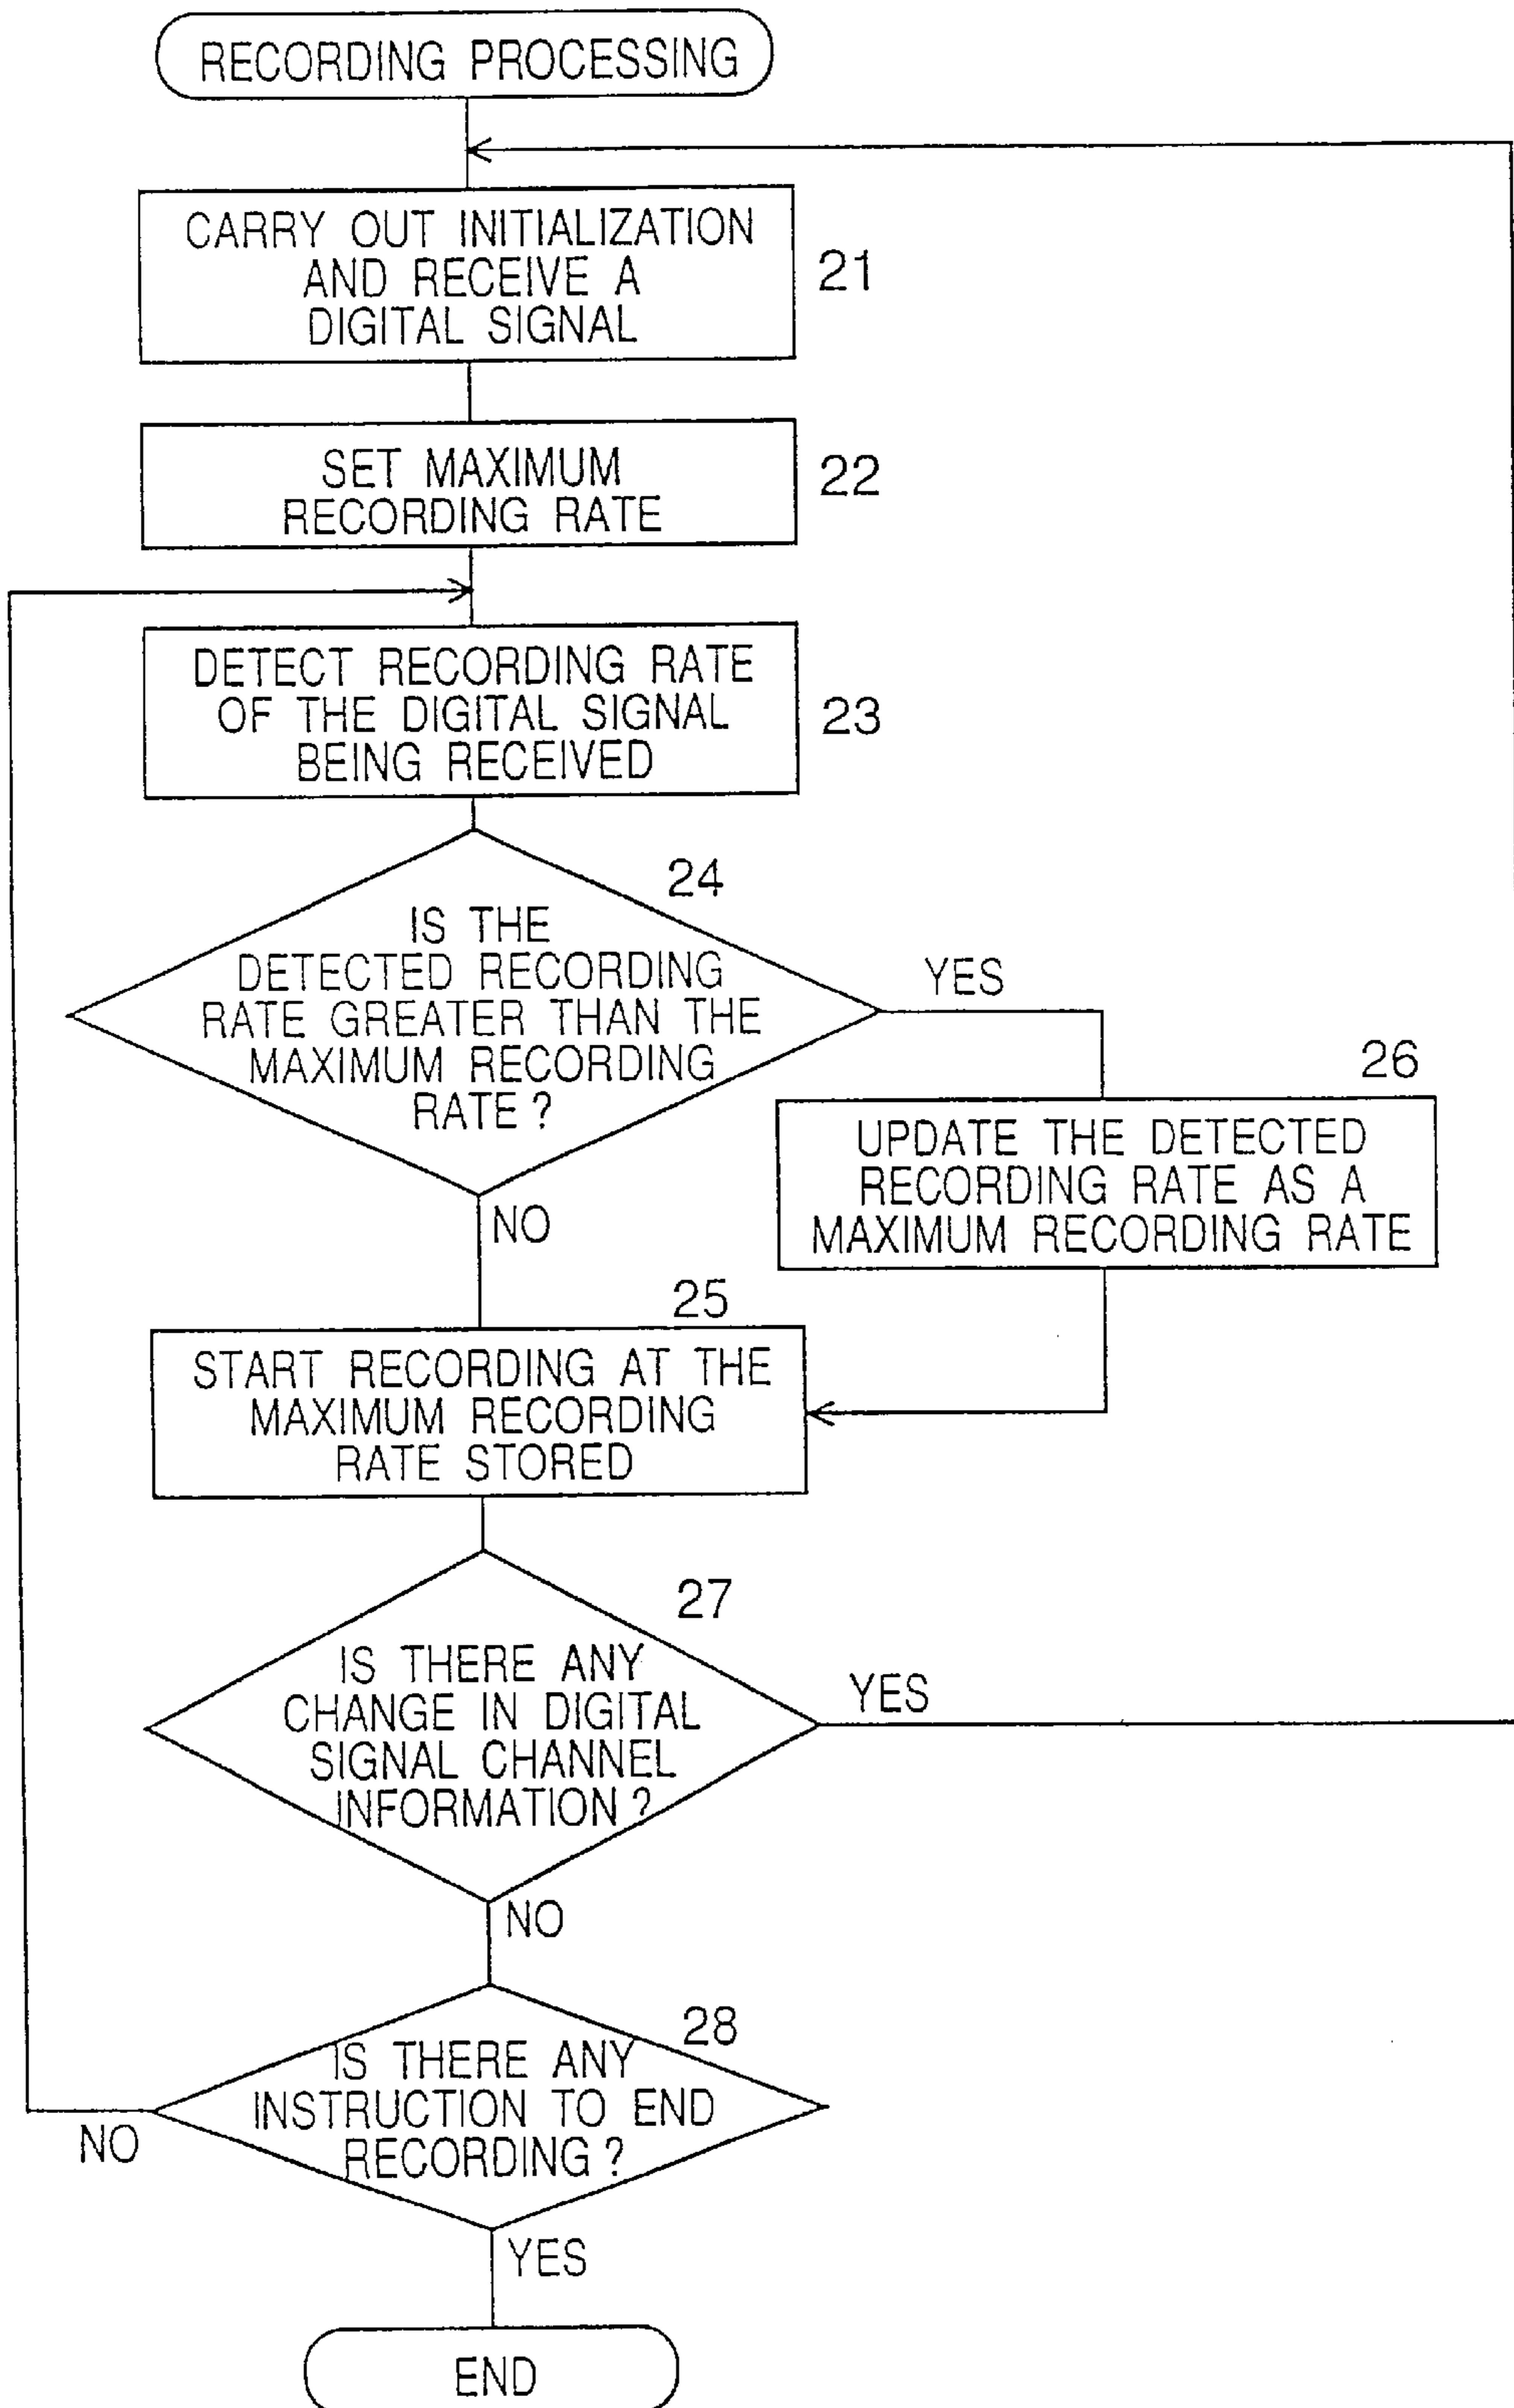 RECORDING PROCESSING
CARRY OUT INITIALIZATION
AND RECEIVE A
DIGITAL SIGNAL
21
SET MAXIMUM
RECORDING RATE
22
DETECT RECORDING RATE
OF THE DIGITAL SIGNAL
BEING RECEIVED
23
24
IS THE
DETECTED RECORDING
RATE GREATER THAN THE
MAXIMUM RECORDING
RATE?
YES
NO
26
UPDATE THE DETECTED
RECORDING RATE AS A
MAXIMUM RECORDING RATE
25
START RECORDING AT THE
MAXIMUM RECORDING
RATE STORED
27
IS THERE ANY
CHANGE IN DIGITAL
SIGNAL CHANNEL
INFORMATION?
YES
NO
28
IS THERE ANY
INSTRUCTION TO END
RECORDING?
NO
YES
END